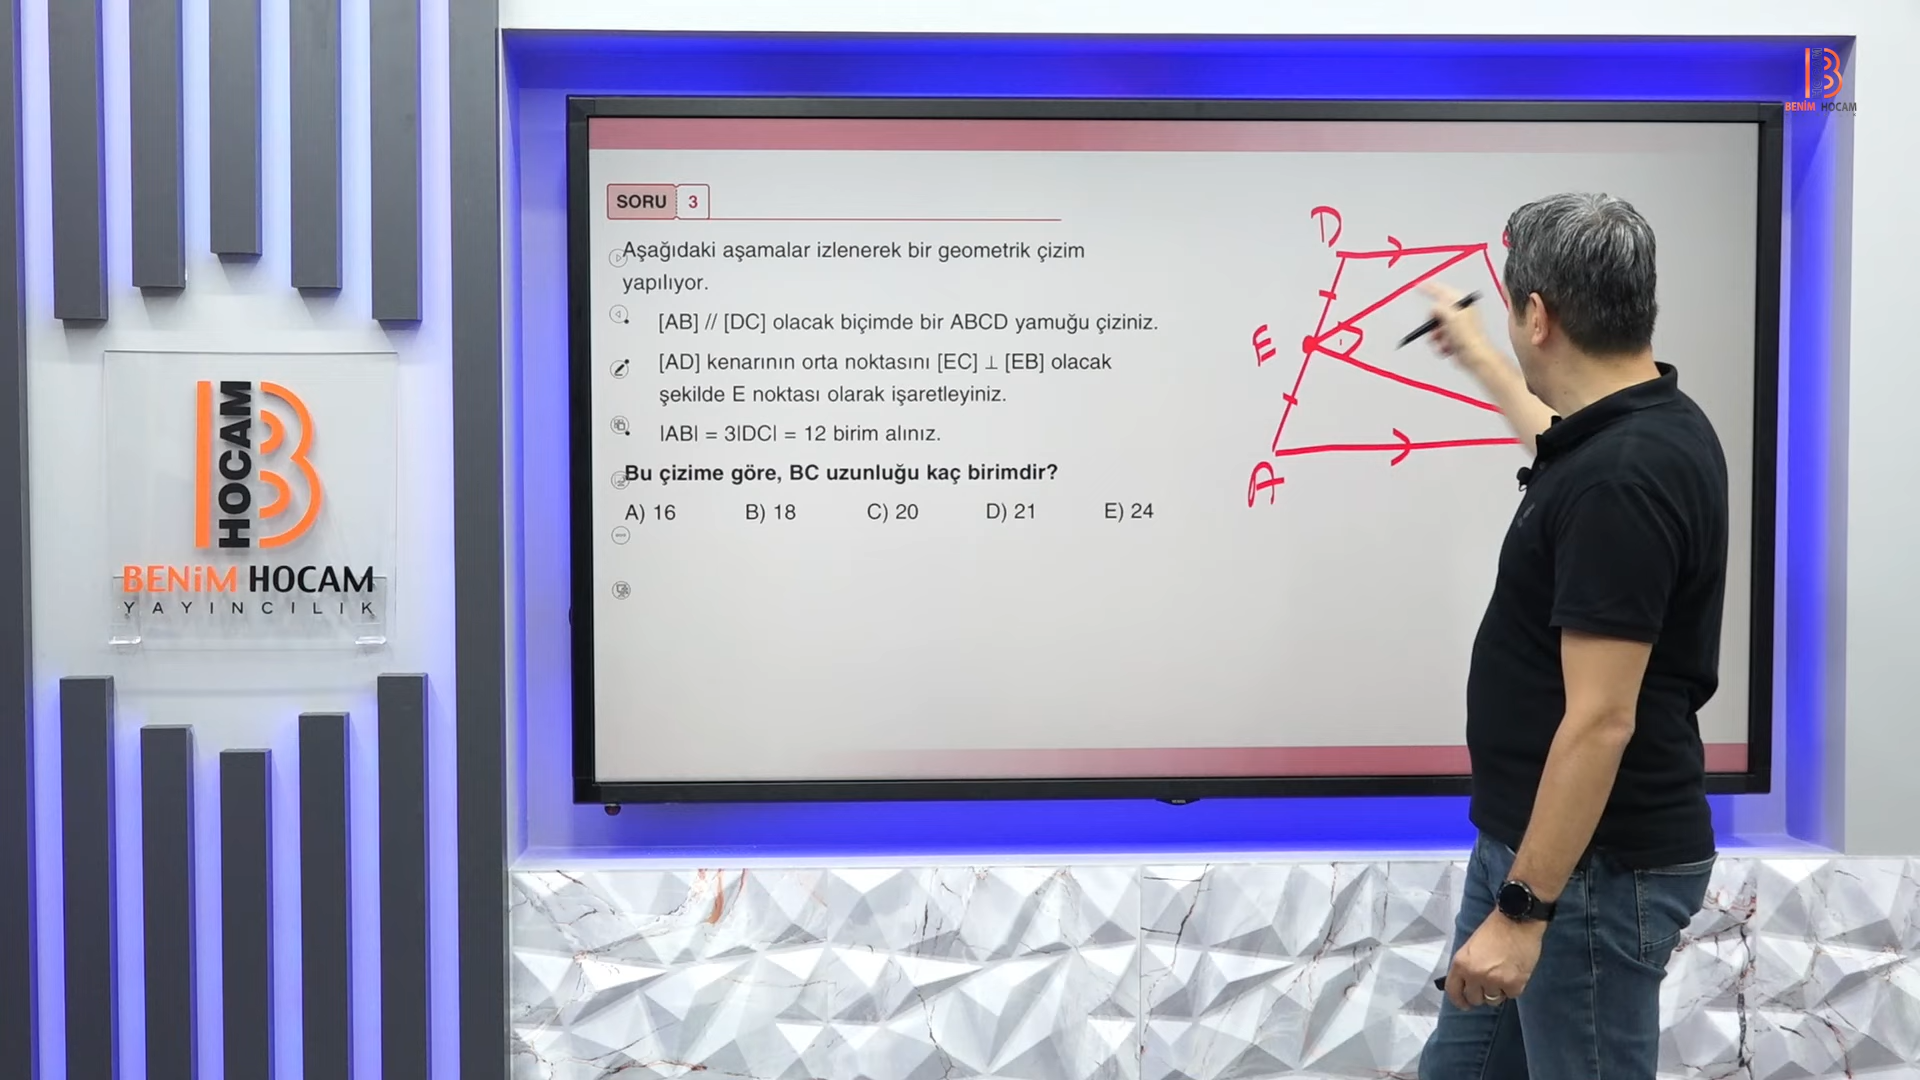 BENİM HOCAM
HOCAM
BENİM HOCAM
YAYINCILIK
SORU 3
Aşağıdaki aşamalar izlenerek bir geometrik çizim
yapılıyor.
• [AB] // [DC] olacak biçimde bir ABCD yamuğu çiziniz.
[AD] kenarının orta noktasını [EC] ⊥ [EB] olacak
şekilde E noktası olarak işaretleyiniz.
• |AB| = 3|DC| = 12 birim alınız.
Bu çizime göre, BC uzunluğu kaç birimdir?
A) 16 B) 18 C) 20 D) 21 E) 24
D
E
A